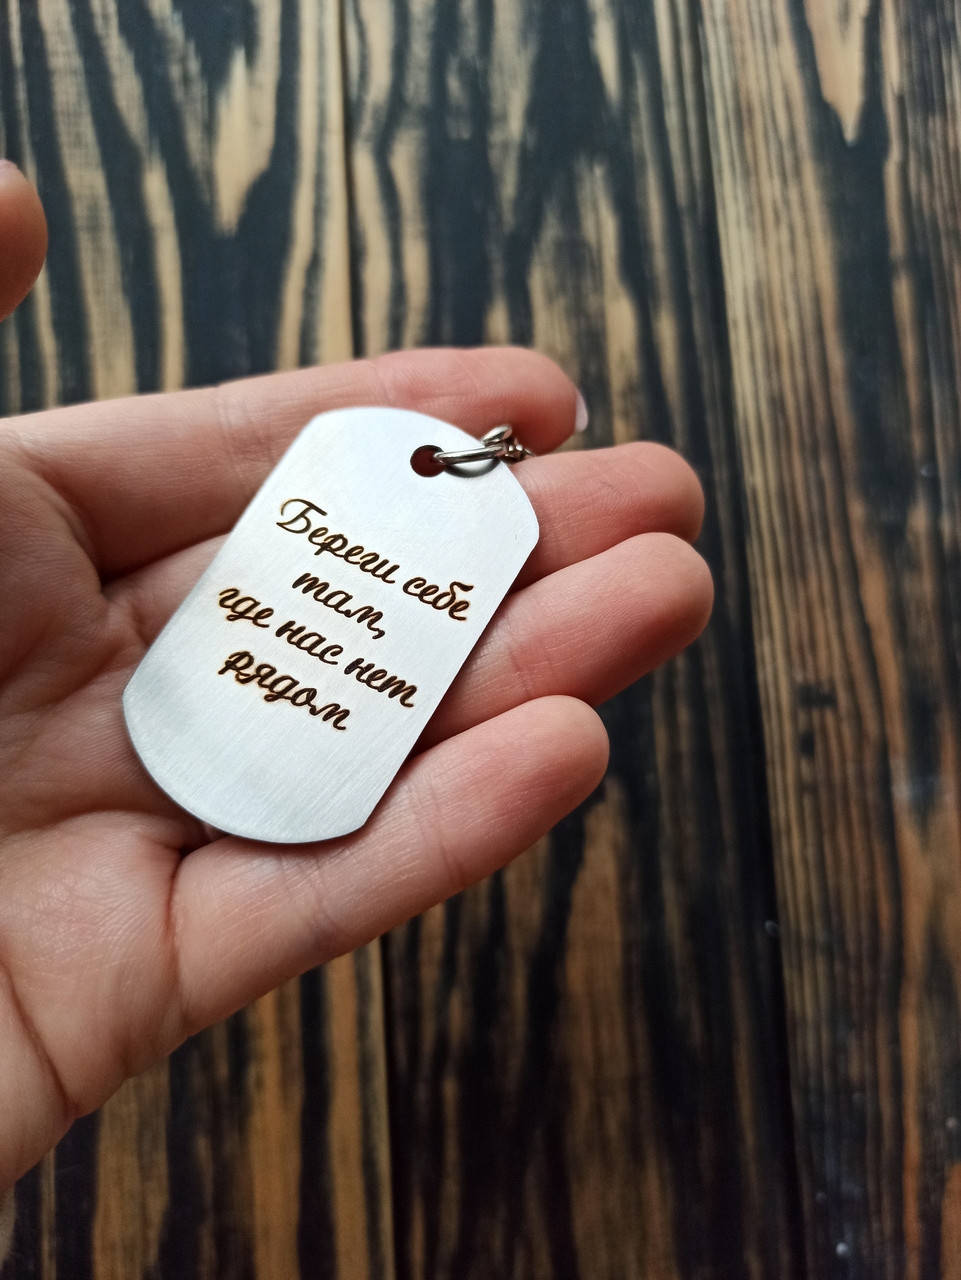 Береги себе
там,
где нас нет
рядом